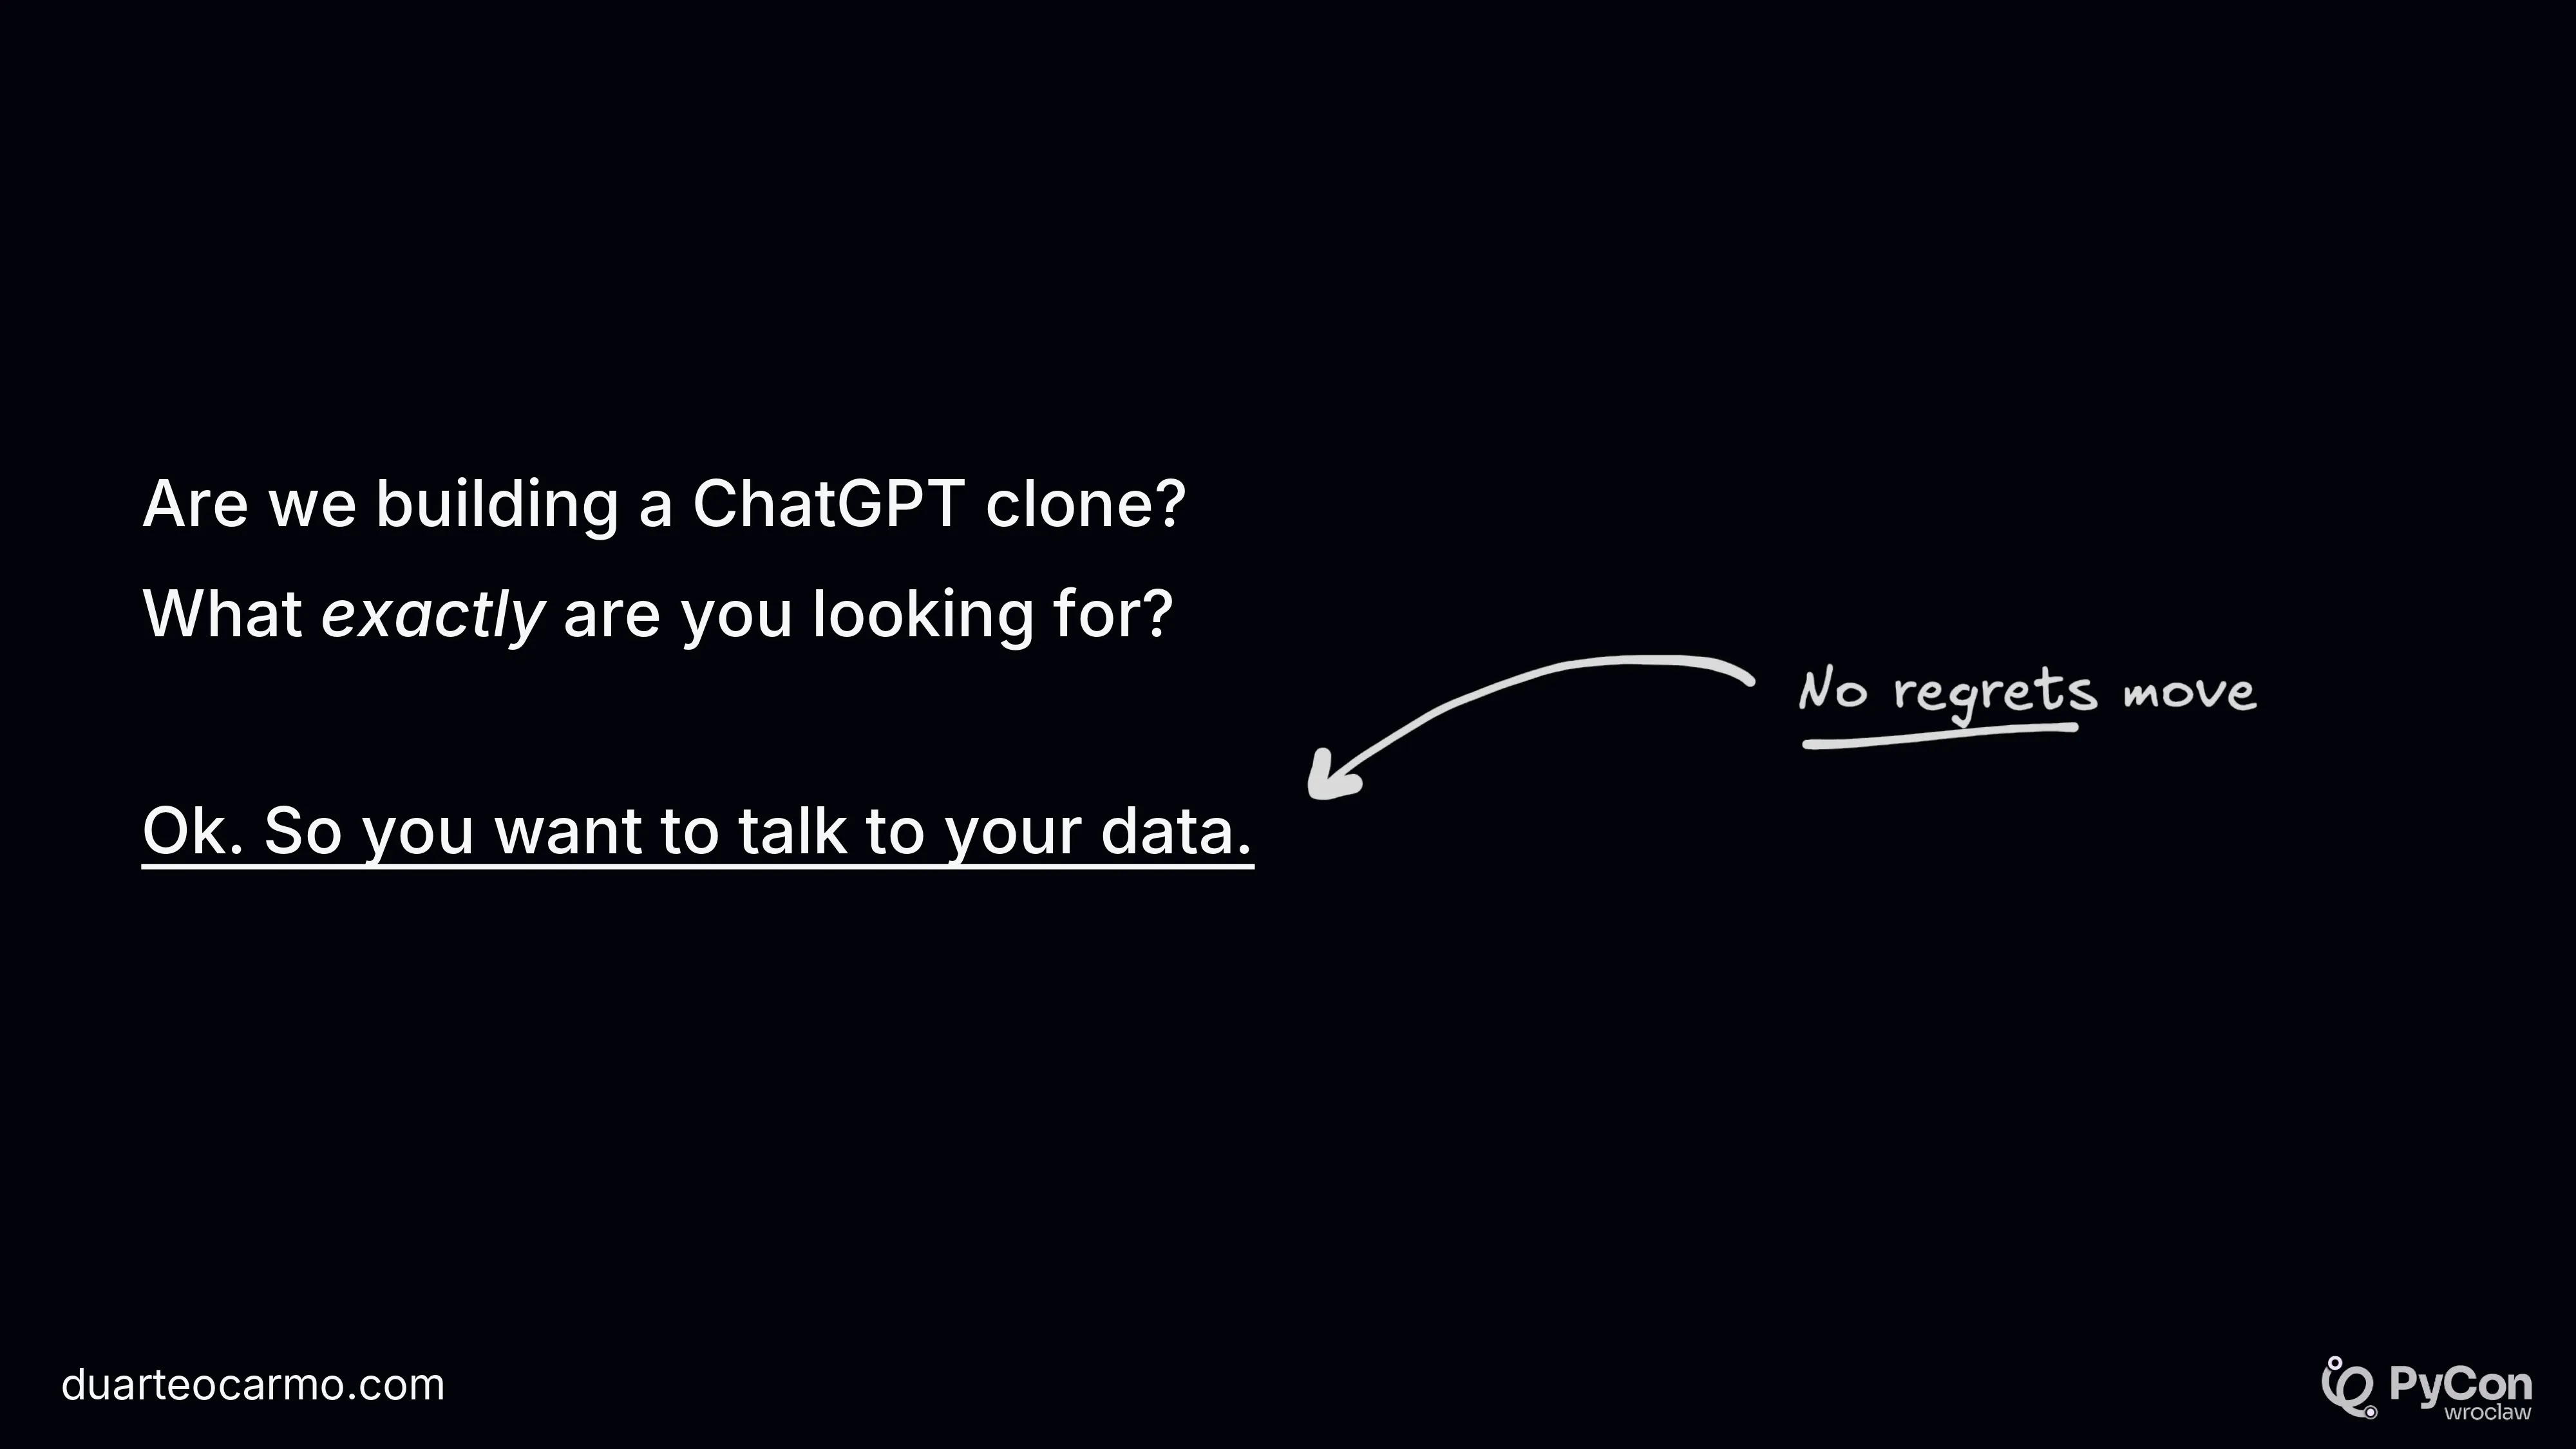 Are we building a ChatGPT clone?
What exactly are you looking for?
No regrets move
Ok. So you want to talk to your data.
duarteocarmo.com
PyCon
wroclaw